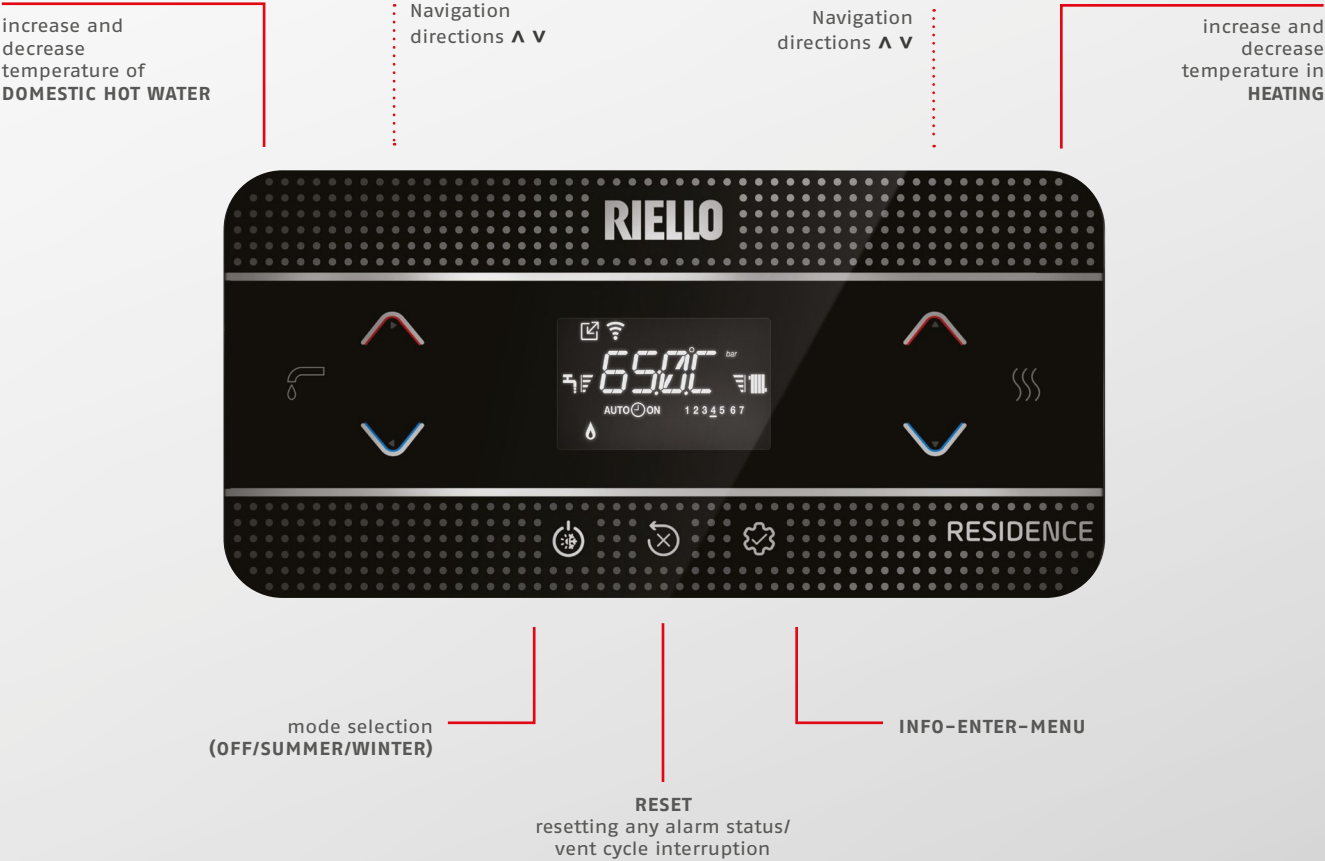 increase and
decrease
temperature of
DOMESTIC HOT WATER
Navigation
directions ∧ ∨
Navigation
directions ∧ ∨
increase and
decrease
temperature in
HEATING
RIELLO
65.0°C
bar
AUTO ON 1 2 3 4 5 6 7
RESIDENCE
mode selection
(OFF/SUMMER/WINTER)
INFO-ENTER-MENU
RESET
resetting any alarm status/
vent cycle interruption